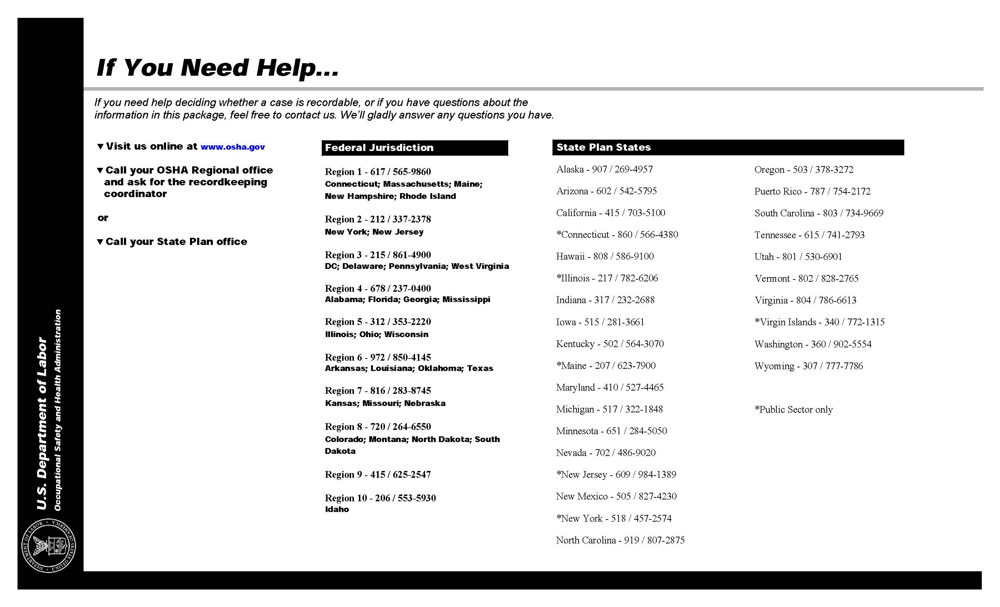 If You Need Help...
If you need help deciding whether a case is recordable, or if you have questions about the
information in this package, feel free to contact us. We'll gladly answer any questions you have.
▼ Visit us online at www.osha.gov
▼ Call your OSHA Regional office
and ask for the recordkeeping
coordinator
or
▼ Call your State Plan office
Federal Jurisdiction
Region 1 - 617 / 565-9860
Connecticut; Massachusetts; Maine;
New Hampshire; Rhode Island
Region 2 - 212 / 337-2378
New York; New Jersey
Region 3 - 215 / 861-4900
DC; Delaware; Pennsylvania; West Virginia
Region 4 - 678 / 237-0400
Alabama; Florida; Georgia; Mississippi
Region 5 - 312 / 353-2220
Illinois; Ohio; Wisconsin
Region 6 - 972 / 850-4145
Arkansas; Louisiana; Oklahoma; Texas
Region 7 - 816 / 283-8745
Kansas; Missouri; Nebraska
Region 8 - 720 / 264-6550
Colorado; Montana; North Dakota; South
Dakota
Region 9 - 415 / 625-2547
Region 10 - 206 / 553-5930
Idaho
State Plan States
Alaska - 907 / 269-4957
Arizona - 602 / 542-5795
California - 415 / 703-5100
*Connecticut - 860 / 566-4380
Hawaii - 808 / 586-9100
*Illinois - 217 / 782-6206
Indiana - 317 / 232-2688
Iowa - 515 / 281-3661
Kentucky - 502 / 564-3070
*Maine - 207 / 623-7900
Maryland - 410 / 527-4465
Michigan - 517 / 322-1848
Minnesota - 651 / 284-5050
Nevada - 702 / 486-9020
*New Jersey - 609 / 984-1389
New Mexico - 505 / 827-4230
*New York - 518 / 457-2574
North Carolina - 919 / 807-2875
Oregon - 503 / 378-3272
Puerto Rico - 787 / 754-2172
South Carolina - 803 / 734-9669
Tennessee - 615 / 741-2793
Utah - 801 / 530-6901
Vermont - 802 / 828-2765
Virginia - 804 / 786-6613
*Virgin Islands - 340 / 772-1315
Washington - 360 / 902-5554
Wyoming - 307 / 777-7786
*Public Sector only
U.S. Department of Labor
Occupational Safety and Health Administration
DEPARTMENT OF LABOR
UNITED STATES OF AMERICA